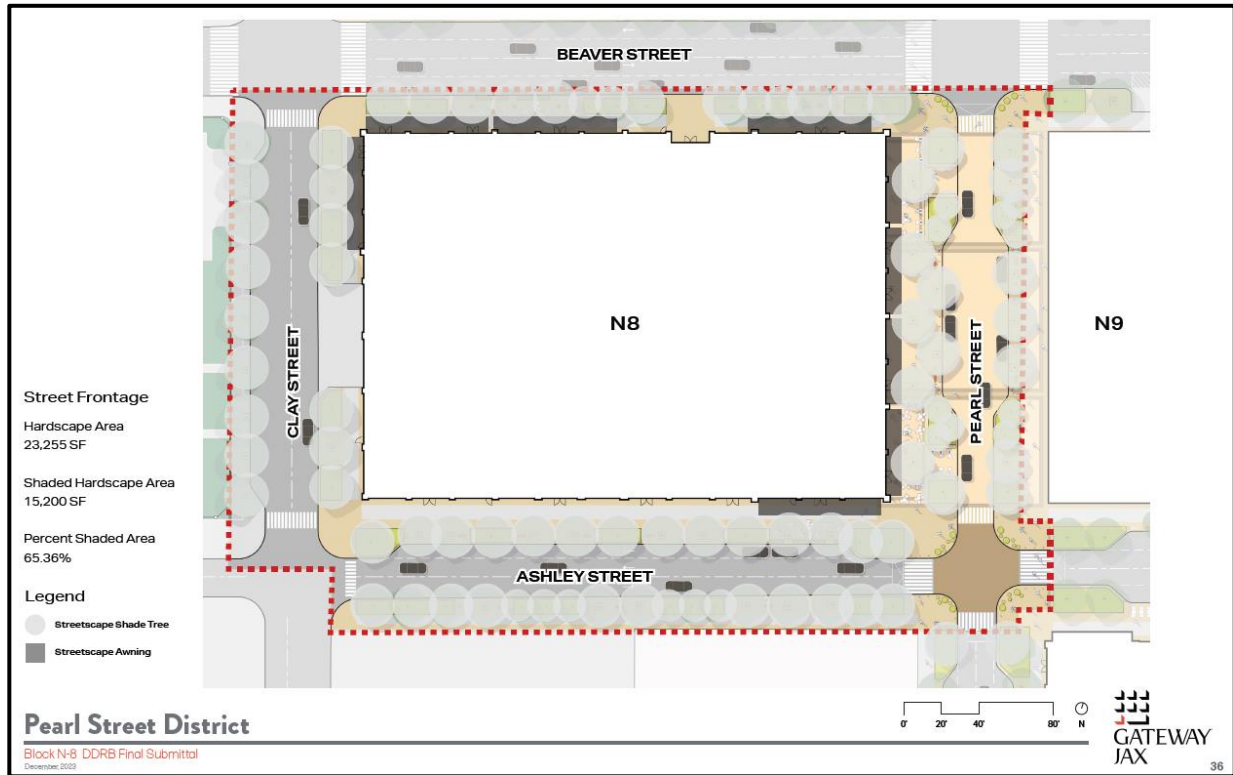 BEAVER STREET
CLAY STREET
N8
PEARL STREET
N9
ASHLEY STREET
Street Frontage
Hardscape Area
23,255 SF
Shaded Hardscape Area
15,200 SF
Percent Shaded Area
65.36%
Legend
Streetscape Shade Tree
Streetscape Awning
0' 20' 40' 80' N
Pearl Street District
Block N-8 DDRB Final Submittal
December, 2023
GATEWAY
JAX
36